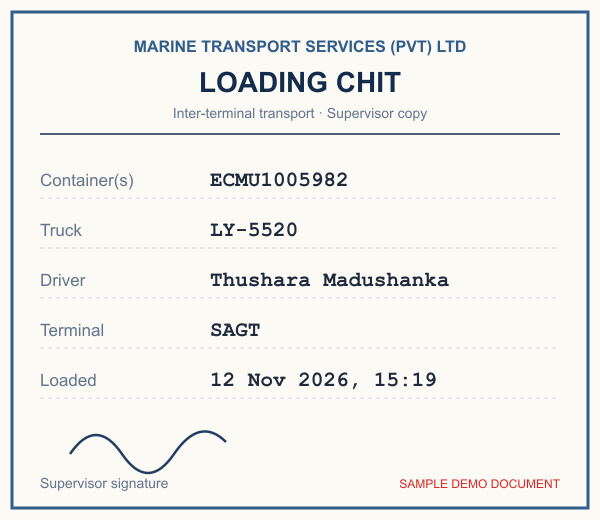 MARINE TRANSPORT SERVICES (PVT) LTD
LOADING CHIT
Inter-terminal transport · Supervisor copy
Container(s) ECMU1005982
Truck LY-5520
Driver Thushara Madushanka
Terminal SAGT
Loaded 12 Nov 2026, 15:19
Supervisor signature SAMPLE DEMO DOCUMENT